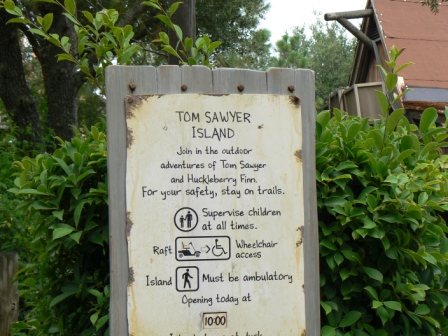 TOM SAWYER
ISLAND
Join in the outdoor
adventures of Tom Sawyer
and Huckleberry Finn.
For your safety, stay on trails.
Supervise children
at all times.
Raft Wheelchair
access
Island Must be ambulatory
Opening today at
10:00